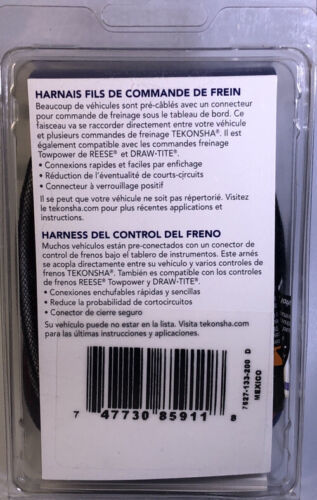 HARNAIS FILS DE COMMANDE DE FREIN
Beaucoup de véhicules sont pré-câblés avec un connecteur
pour commande de freinage sous le tableau de bord. Ce
faisceau va se raccorder directement entre votre véhicule
et plusiers commandes de freinage TEKONSHA®. Il est
également compatible avec les commandes freinage
Towpower de REESE® et DRAW-TITE®.
• Connexions rapides et faciles par enfichage
• Réduction de l'éventualité de courts-circuits
• Connecteur à verrouillage positif
Il se peut que votre véhicule ne soit pas répertorié. Visitez
le tekonsha.com pour plus récentes applications et
instructions.
HARNESS DEL CONTROL DEL FRENO
Muchos vehículos están pre-conectados con un conector de
control de frenos bajo el tablero de instrumentos. Este arnés
se acopla directamente entre su vehículo y varios controles de
frenos TEKONSHA®. También es compatible con los controles
de frenos REESE® Towpower y DRAW-TITE®.
• Conexiones enchufables rápidas y sencillas
• Reduce la probabilidad de cortocircuitos
• Conector de cierre seguro
Su vehículo puede no estar en la lista. Visita tekonsha.com
para las últimas instrucciones y aplicaciones.
7 47730 85911 8
7627-133-200 D
MEXICO